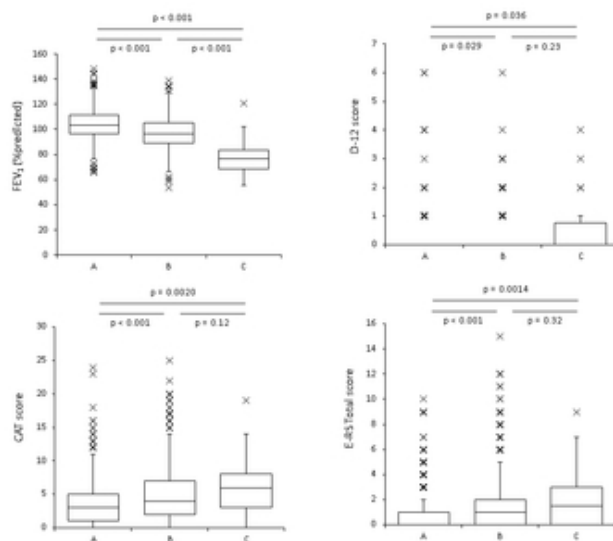 p < 0.001
p < 0.001 p < 0.001
FEV1 (%predicted)
160
140
120
100
80
60
40
20
0
A B C
p = 0.036
p = 0.029 p = 0.23
D-12 score
7
6
5
4
3
2
1
0
A B C
p = 0.0020
p < 0.001 p = 0.12
CAT score
30
25
20
15
10
5
0
A B C
p = 0.0014
p < 0.001 p = 0.32
E-RS Total score
16
14
12
10
8
6
4
2
0
A B C